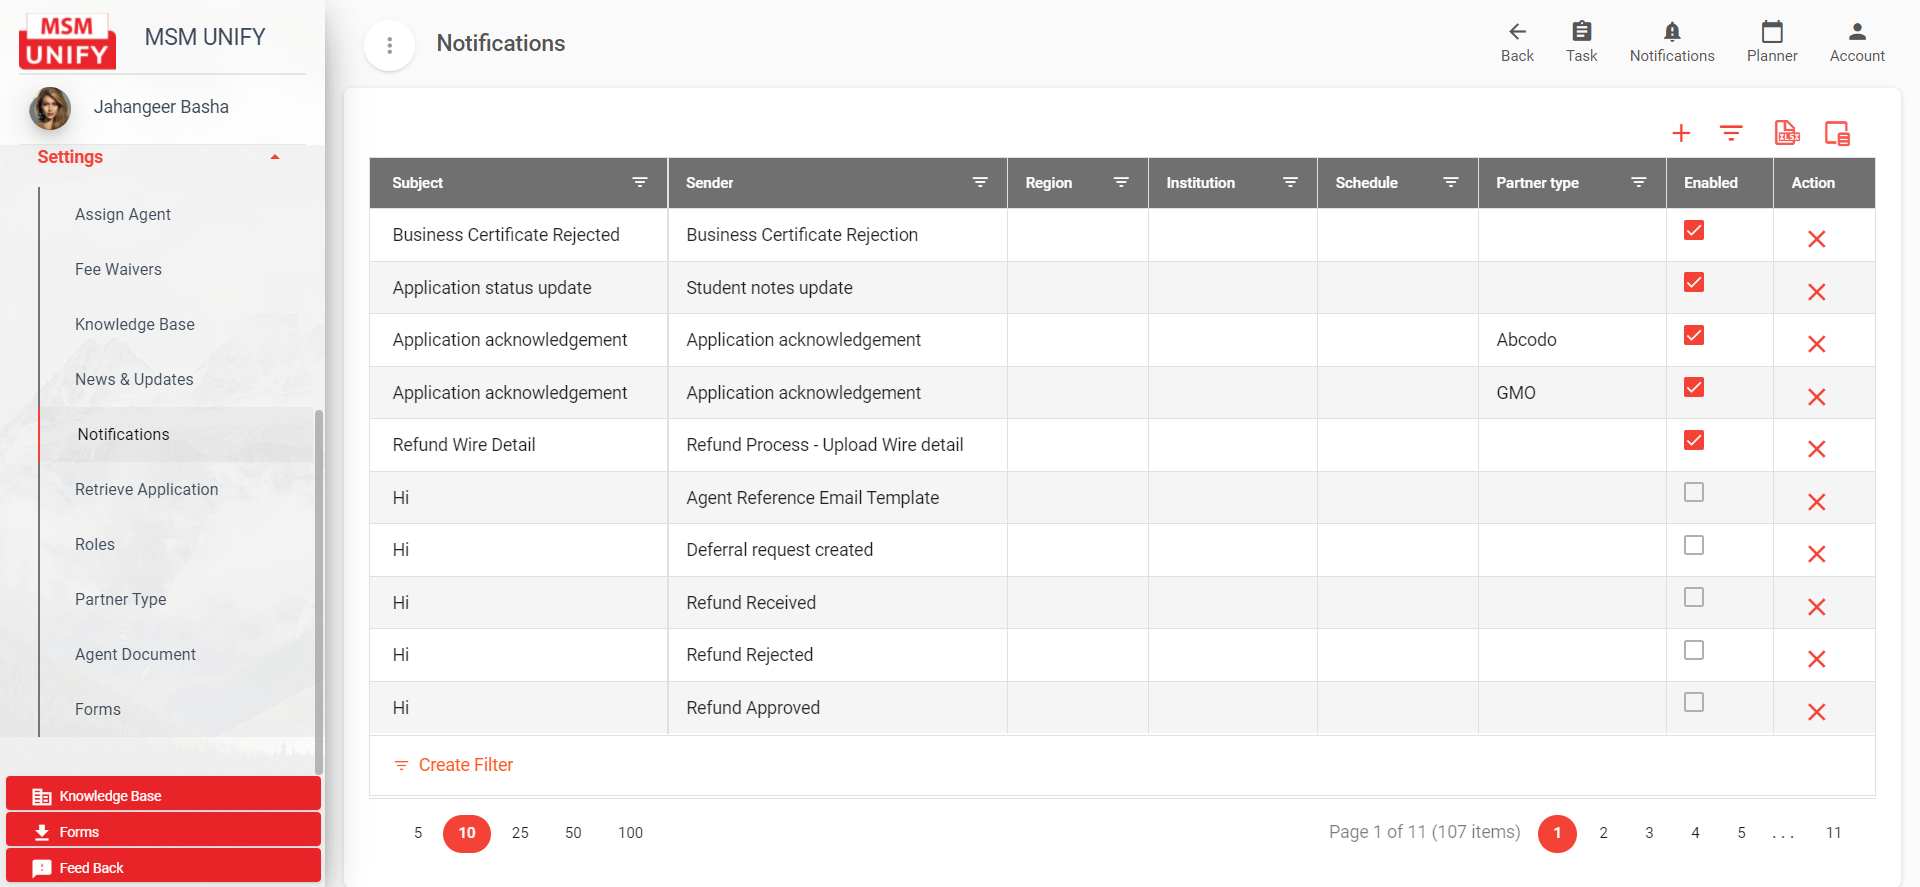 MSM
UNIFY
MSM UNIFY
Jahangeer Basha
Settings
Assign Agent
Fee Waivers
Knowledge Base
News & Updates
Notifications
Retrieve Application
Roles
Partner Type
Agent Document
Forms
Knowledge Base
Forms
Feed Back
Notifications
Back Task Notifications Planner Account
XLSX
Subject Sender Region Institution Schedule Partner type Enabled Action
Business Certificate Rejected Business Certificate Rejection
Application status update Student notes update
Application acknowledgement Application acknowledgement Abcodo
Application acknowledgement Application acknowledgement GMO
Refund Wire Detail Refund Process - Upload Wire detail
Hi Agent Reference Email Template
Hi Deferral request created
Hi Refund Received
Hi Refund Rejected
Hi Refund Approved
Create Filter
5 10 25 50 100 Page 1 of 11 (107 items) 1 2 3 4 5 ... 11